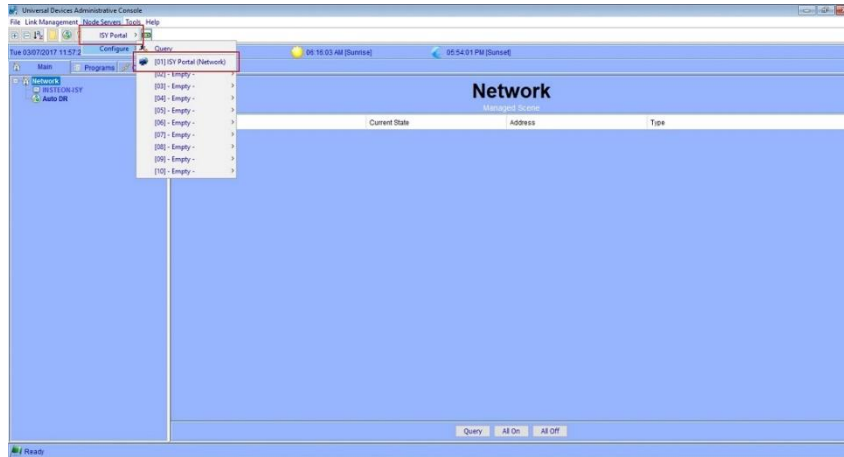 Universal Devices Administrative Console
File Link Management Node Servers Tools Help
ISY Portal
Tue 03/07/2017 11:57:2
Configure
Query
06:16:03 AM [Sunrise]
05:54:01 PM [Sunset]
[01] ISY Portal (Network)
Main
Programs
[02] - Empty -
[03] - Empty -
[04] - Empty -
[05] - Empty -
[06] - Empty -
[07] - Empty -
[08] - Empty -
[09] - Empty -
[10] - Empty -
Network
INSTEON-ISY
Auto DR
Network
Managed Scene
Current State
Address
Type
Query
All On
All Off
Ready